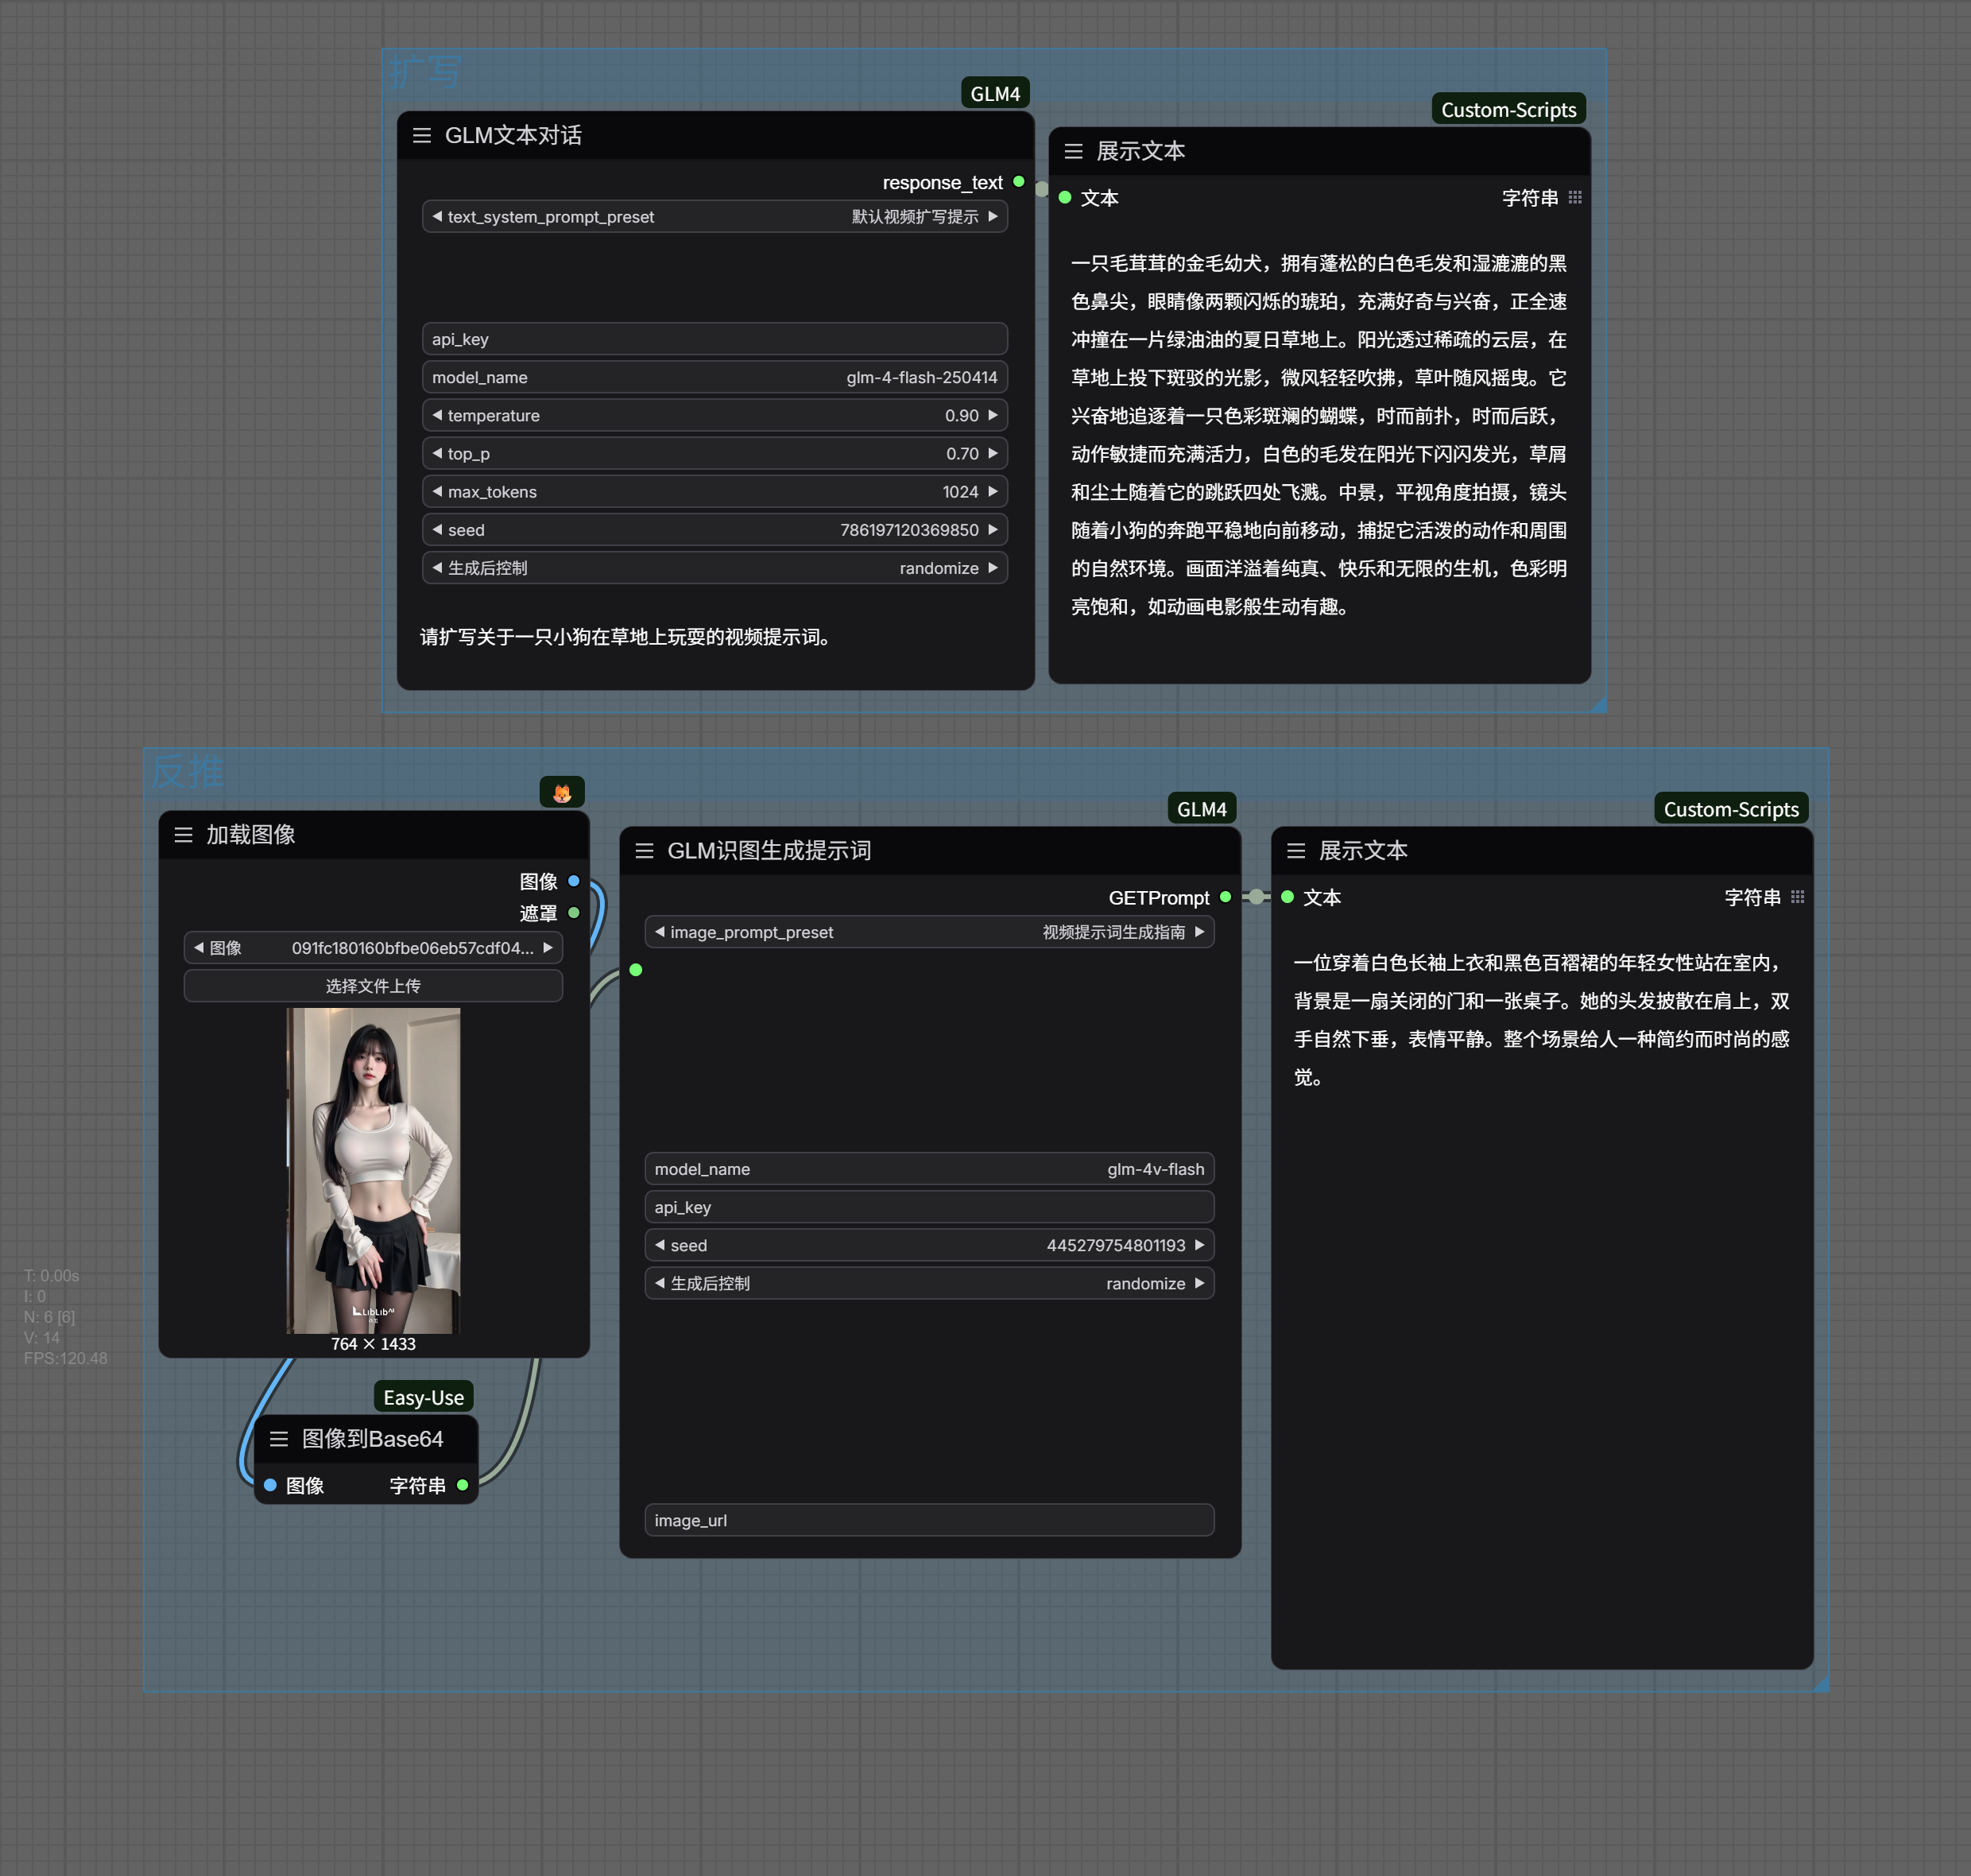 扩写
GLM4
GLM文本对话
response_text
text_system_prompt_preset 默认视频扩写提示
api_key
model_name glm-4-flash-250414
temperature 0.90
top_p 0.70
max_tokens 1024
seed 786197120369850
生成后控制 randomize
请扩写关于一只小狗在草地上玩耍的视频提示词。
Custom-Scripts
展示文本
文本 字符串
一只毛茸茸的金毛幼犬，拥有蓬松的白色毛发和湿漉漉的黑
色鼻尖，眼睛像两颗闪烁的琥珀，充满好奇与兴奋，正全速
冲撞在一片绿油油的夏日草地上。阳光透过稀疏的云层，在
草地上投下斑驳的光影，微风轻轻吹拂，草叶随风摇曳。它
兴奋地追逐着一只色彩斑斓的蝴蝶，时而前扑，时而后跃，
动作敏捷而充满活力，白色的毛发在阳光下闪闪发光，草屑
和尘土随着它的跳跃四处飞溅。中景，平视角度拍摄，镜头
随着小狗的奔跑平稳地向前移动，捕捉它活泼的动作和周围
的自然环境。画面洋溢着纯真、快乐和无限的生机，色彩明
亮饱和，如动画电影般生动有趣。
反推
加载图像
图像
遮罩
图像 091fc180160bfbe06eb57cdf04...
选择文件上传
LibLibAI
764 × 1433
Easy-Use
图像到Base64
图像 字符串
GLM4
GLM识图生成提示词
GETPrompt
image_prompt_preset 视频提示词生成指南
model_name glm-4v-flash
api_key
seed 445279754801193
生成后控制 randomize
image_url
Custom-Scripts
展示文本
文本 字符串
一位穿着白色长袖上衣和黑色百褶裙的年轻女性站在室内，
背景是一扇关闭的门和一张桌子。她的头发披散在肩上，双
手自然下垂，表情平静。整个场景给人一种简约而时尚的感
觉。
T: 0.00s
I: 0
N: 6 [6]
V: 14
FPS:120.48